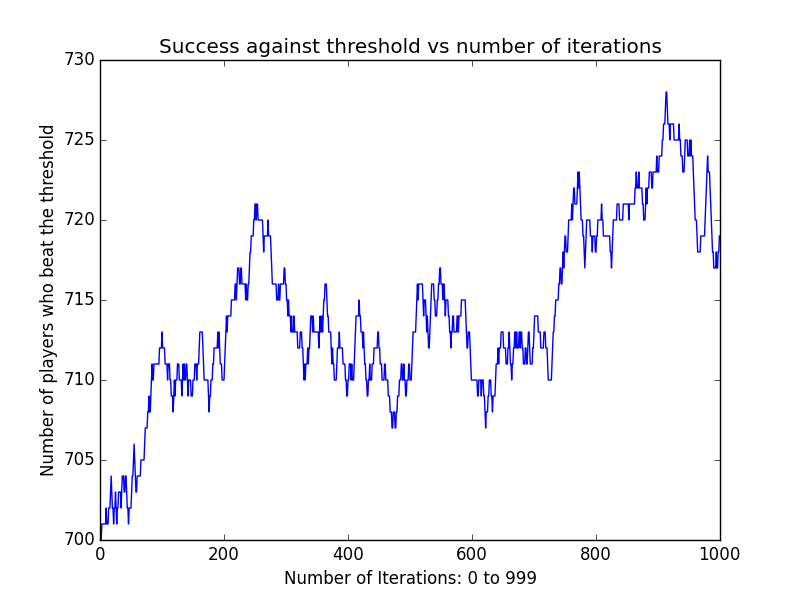 Success against threshold vs number of iterations
730
725
720
715
710
705
700
Number of players who beat the threshold
0 200 400 600 800 1000
Number of Iterations: 0 to 999